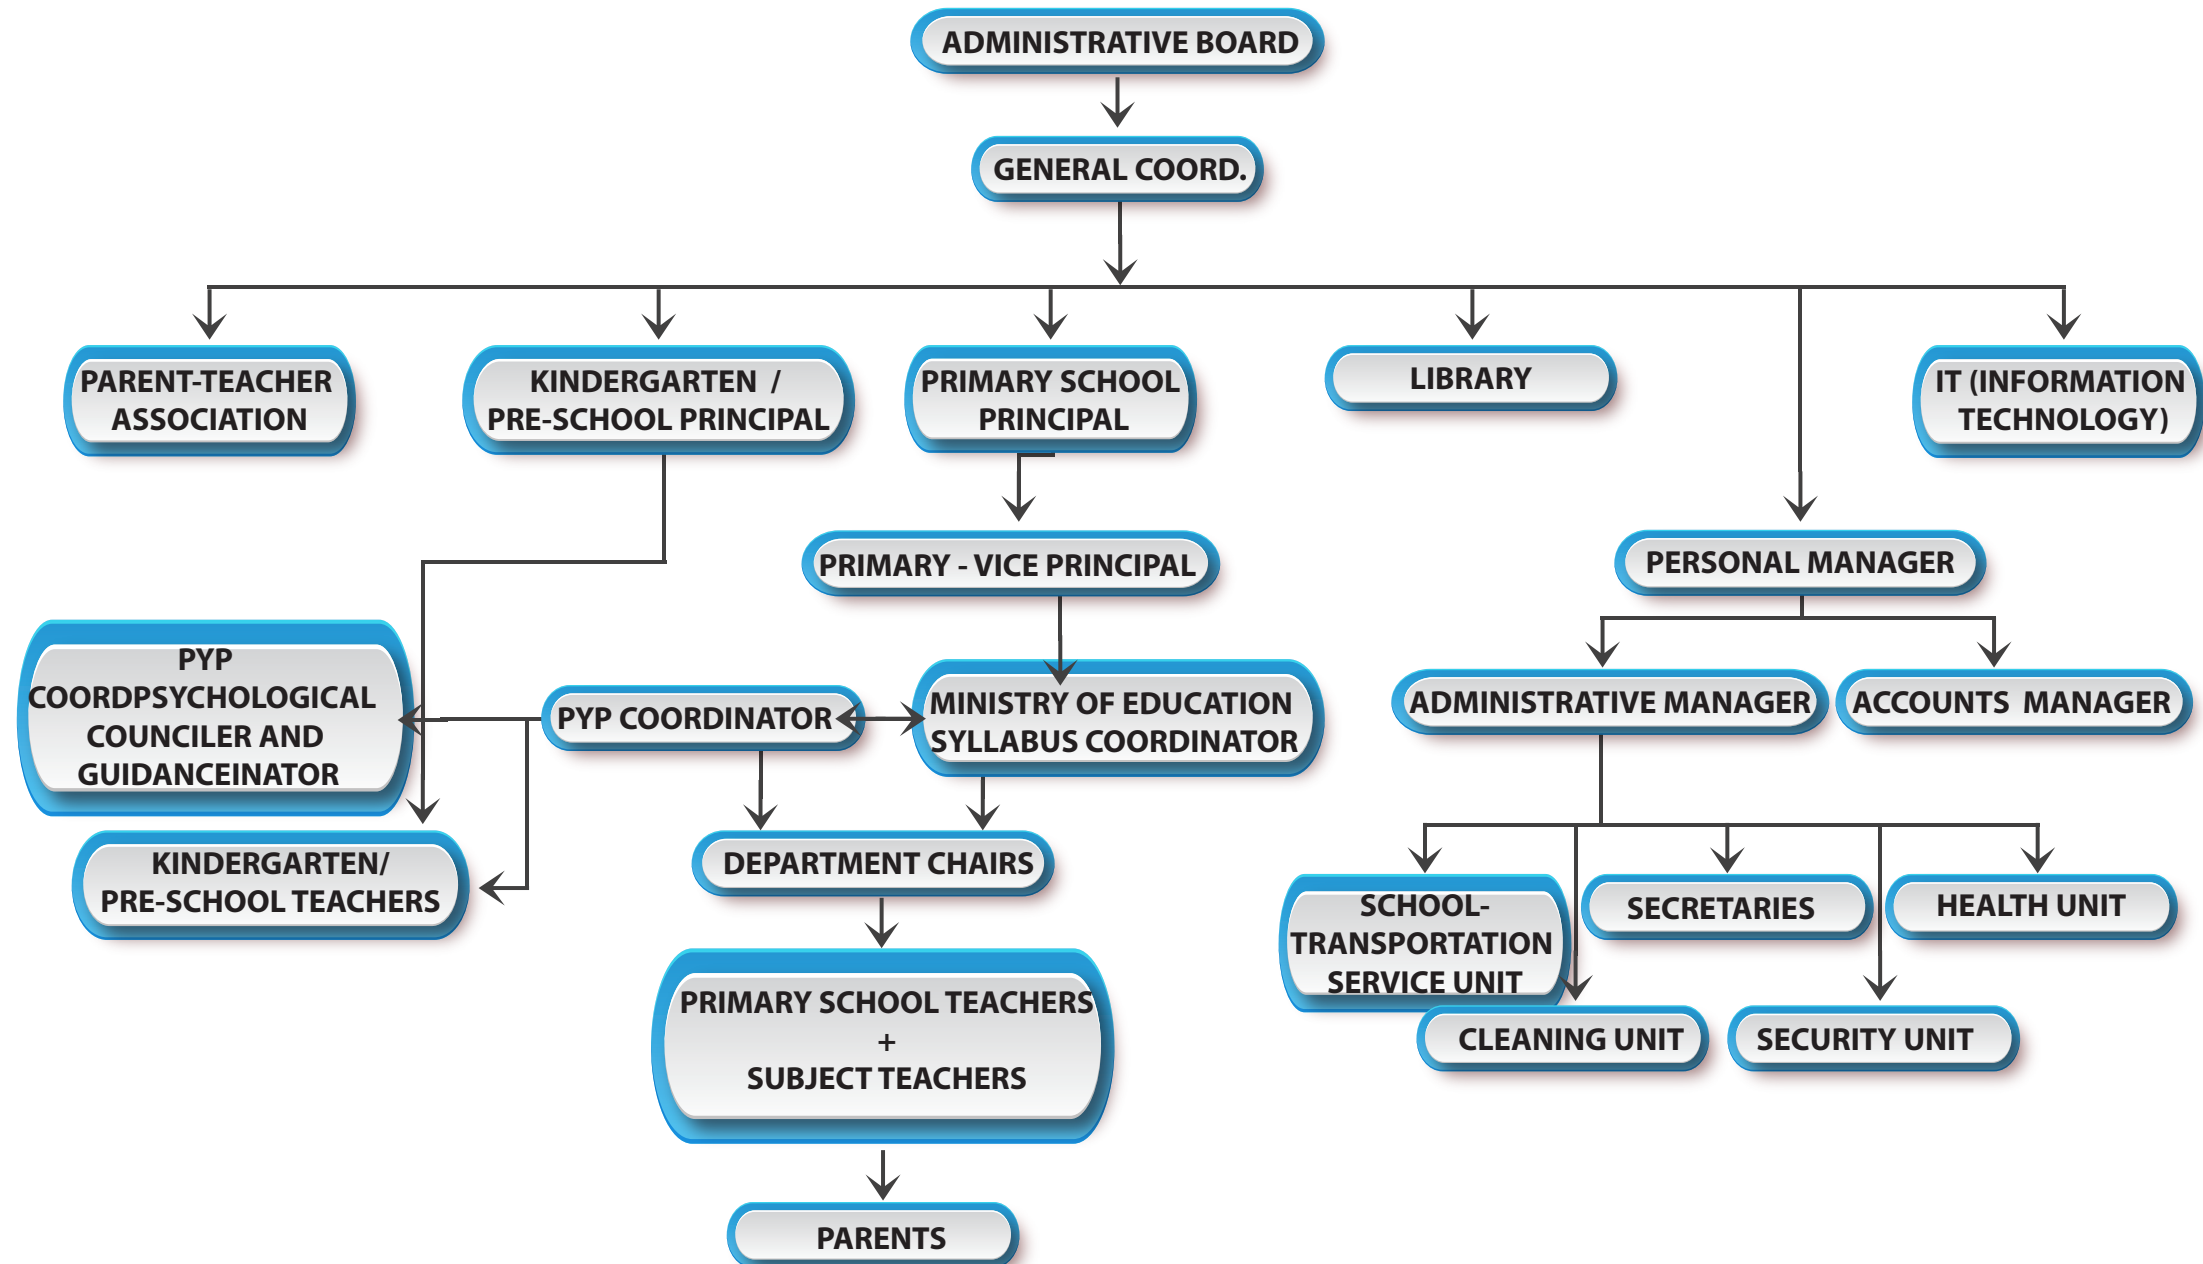 ADMINISTRATIVE BOARD
GENERAL COORD.
PARENT-TEACHER
ASSOCIATION
KINDERGARTEN /
PRE-SCHOOL PRINCIPAL
PRIMARY SCHOOL
PRINCIPAL
LIBRARY
IT (INFORMATION
TECHNOLOGY)
PRIMARY - VICE PRINCIPAL
PERSONAL MANAGER
PYP
COORDPSYCHOLOGICAL
COUNCILER AND
GUIDANCEINATOR
PYP COORDINATOR
MINISTRY OF EDUCATION
SYLLABUS COORDINATOR
ADMINISTRATIVE MANAGER
ACCOUNTS MANAGER
KINDERGARTEN/
PRE-SCHOOL TEACHERS
DEPARTMENT CHAIRS
SCHOOL-
TRANSPORTATION
SERVICE UNIT
SECRETARIES
HEALTH UNIT
PRIMARY SCHOOL TEACHERS
+
SUBJECT TEACHERS
CLEANING UNIT
SECURITY UNIT
PARENTS